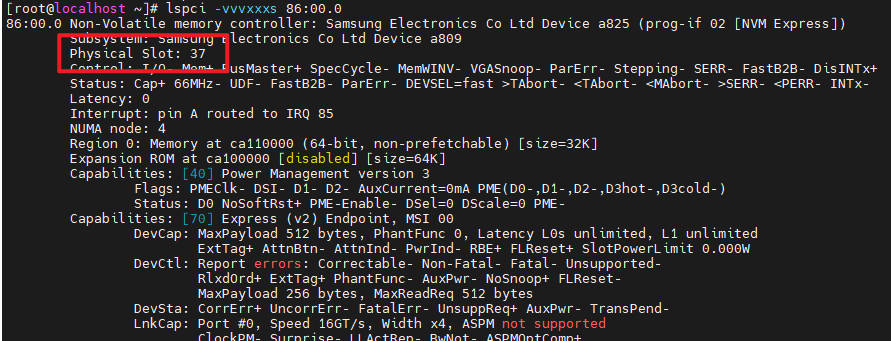 [root@localhost ~]# lspci -vvvxxxs 86:00.0
86:00.0 Non-Volatile memory controller: Samsung Electronics Co Ltd Device a825 (prog-if 02 [NVM Express])
Subsystem: Samsung Electronics Co Ltd Device a809
Physical Slot: 37
Control: I/O- Mem+ BusMaster+ SpecCycle- MemWINV- VGASnoop- ParErr- Stepping- SERR- FastB2B- DisINTx+
Status: Cap+ 66MHz- UDF- FastB2B- ParErr- DEVSEL=fast >TAbort- <TAbort- <MAbort- >SERR- <PERR- INTx-
Latency: 0
Interrupt: pin A routed to IRQ 85
NUMA node: 4
Region 0: Memory at ca110000 (64-bit, non-prefetchable) [size=32K]
Expansion ROM at ca100000 [disabled] [size=64K]
Capabilities: [40] Power Management version 3
Flags: PMEClk- DSI- D1- D2- AuxCurrent=0mA PME(D0-,D1-,D2-,D3hot-,D3cold-)
Status: D0 NoSoftRst+ PME-Enable- DSel=0 DScale=0 PME-
Capabilities: [70] Express (v2) Endpoint, MSI 00
DevCap: MaxPayload 512 bytes, PhantFunc 0, Latency L0s unlimited, L1 unlimited
ExtTag+ AttnBtn- AttnInd- PwrInd- RBE+ FLReset+ SlotPowerLimit 0.000W
DevCtl: Report errors: Correctable- Non-Fatal- Fatal- Unsupported-
RlxdOrd+ ExtTag+ PhantFunc- AuxPwr- NoSnoop+ FLReset-
MaxPayload 256 bytes, MaxReadReq 512 bytes
DevSta: CorrErr+ UncorrErr- FatalErr- UnsuppReq+ AuxPwr- TransPend-
LnkCap: Port #0, Speed 16GT/s, Width x4, ASPM not supported
ClockPM- Surprise- LLActRep- BwNot- ASPMOptComp+